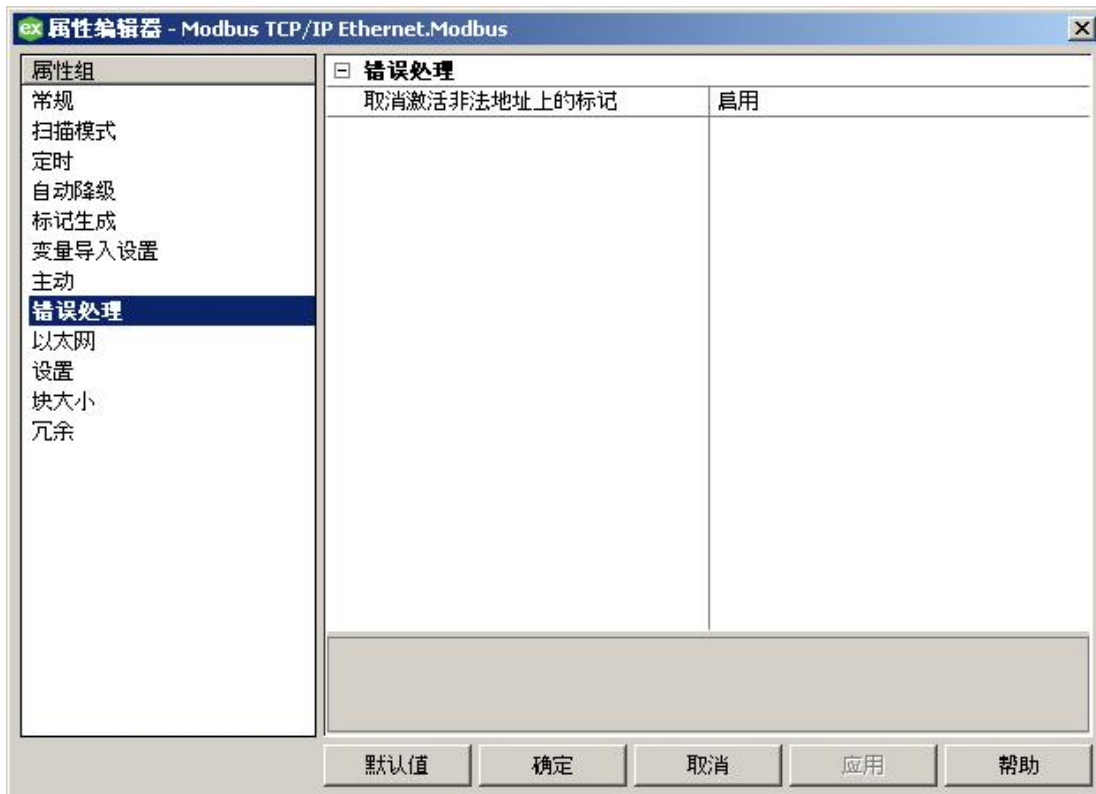 ex 属性编辑器 - Modbus TCP/IP Ethernet.Modbus
属性组
常规
扫描模式
定时
自动降级
标记生成
变量导入设置
主动
错误处理
以太网
设置
块大小
冗余
错误处理
取消激活非法地址上的标记 启用
默认值 确定 取消 应用 帮助